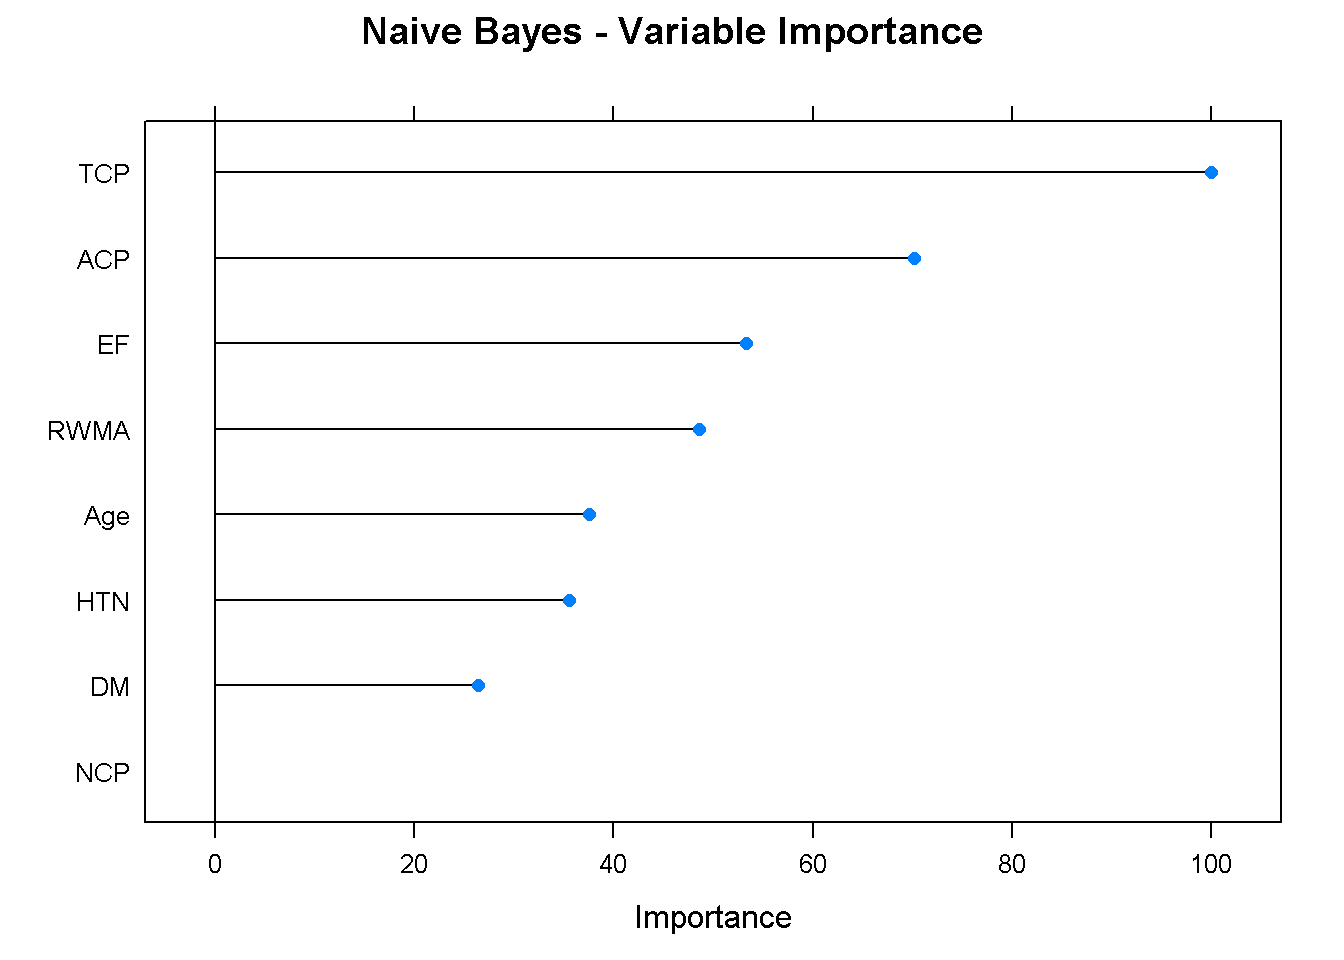 Naive Bayes - Variable Importance
TCP
ACP
EF
RWMA
Age
HTN
DM
NCP
0 20 40 60 80 100
Importance